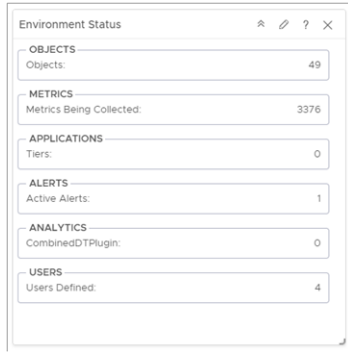 Environment Status
OBJECTS
Objects: 49
METRICS
Metrics Being Collected: 3376
APPLICATIONS
Tiers: 0
ALERTS
Active Alerts: 1
ANALYTICS
CombinedDTPlugin: 0
USERS
Users Defined: 4